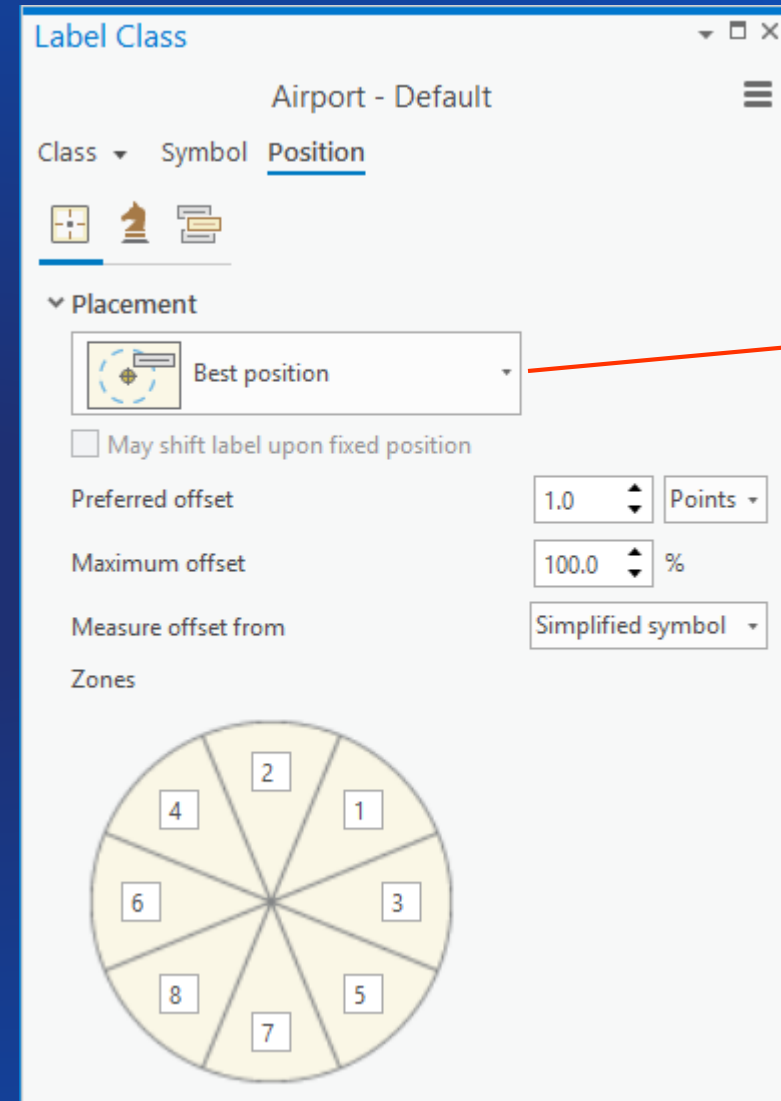 Label Class
Airport - Default
Class Symbol Position
Placement
Best position
May shift label upon fixed position
Preferred offset 1.0 Points
Maximum offset 100.0 %
Measure offset from Simplified symbol
Zones
2
4 1
6 3
8 5
7